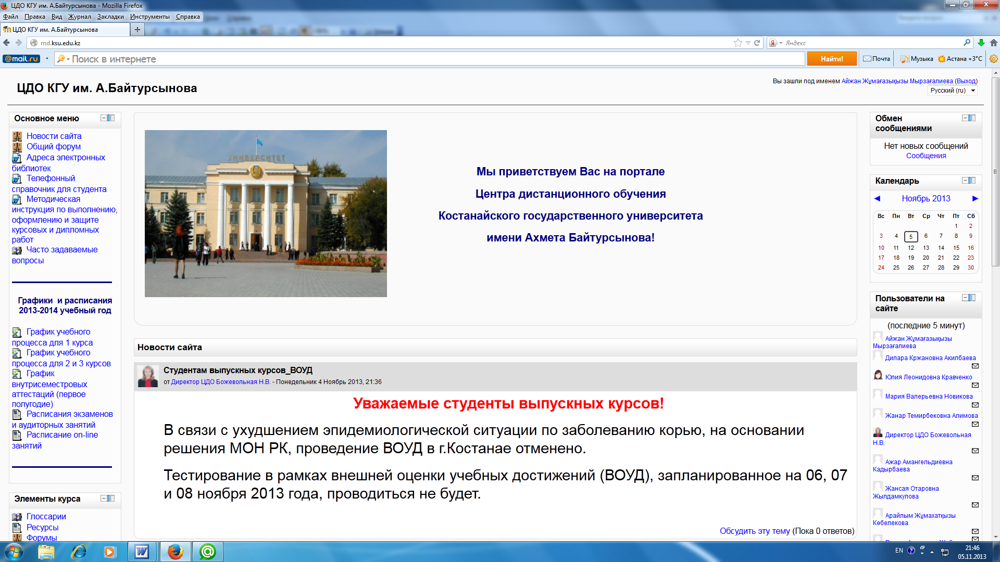 ЦДО КГУ им. А.Байтурсынова - Mozilla Firefox
Файл Правка Вид Журнал Закладки Инструменты Справка
ЦДО КГУ им. А.Байтурсынова
md.ksu.edu.kz
Яндекс
@mail.ru
Поиск в интернете
Найти!
Почта
Музыка
Астана +3°C
ЦДО КГУ им. А.Байтурсынова
Вы зашли под именем Айжан Жұмағазықызы Мырзағалиева (Выход)
Русский (ru)
Основное меню
Новости сайта
Общий форум
Адреса электронных
библиотек
Телефонный
справочник для студента
Методическая
инструкция по выполнению,
оформлению и защите
курсовых и дипломных
работ
Часто задаваемые
вопросы
Графики и расписания
2013-2014 учебный год
График учебного
процесса для 1 курса
График учебного
процесса для 2 и 3 курсов
График
внутрисеместровых
аттестаций (первое
полугодие)
Расписания экзаменов
и аудиторных занятий
Расписание on-line
занятий
Элементы курса
Глоссарии
Ресурсы
Форумы
УНИВЕРСИТЕТ
Мы приветствуем Вас на портале
Центра дистанционного обучения
Костанайского государственного университета
имени Ахмета Байтурсынова!
Новости сайта
Студентам выпускных курсов_ВОУД
от Директор ЦДО Божевольная Н.В. - Понедельник 4 Ноябрь 2013, 21:36
Уважаемые студенты выпускных курсов!
В связи с ухудшением эпидемиологической ситуации по заболеванию корью, на основании
решения МОН РК, проведение ВОУД в г.Костанае отменено.
Тестирование в рамках внешней оценки учебных достижений (ВОУД), запланированное на 06, 07
и 08 ноября 2013 года, проводиться не будет.
Обсудить эту тему (Пока 0 ответов)
Обмен
сообщениями
Нет новых сообщений
Сообщения
Календарь
Ноябрь 2013
Вс Пн Вт Ср Чт Пт Сб
1 2
3 4 5 6 7 8 9
10 11 12 13 14 15 16
17 18 19 20 21 22 23
24 25 26 27 28 29 30
Пользователи на
сайте
(последние 5 минут)
Айжан Жұмағазықызы
Мырзағалиева
Дилара Кржановна Акилбаева
Юлия Леонидовна Кравченко
Мария Валерьевна Новикова
Жанар Темирбековна Алимова
Директор ЦДО Божевольная
Н.В.
Ажар Амангельдиевна
Кадырбаева
Жансая Отаровна
Жылдамкулова
Арайлым Жұмахатқызы
Көбелекова
EN
21:46
05.11.2013